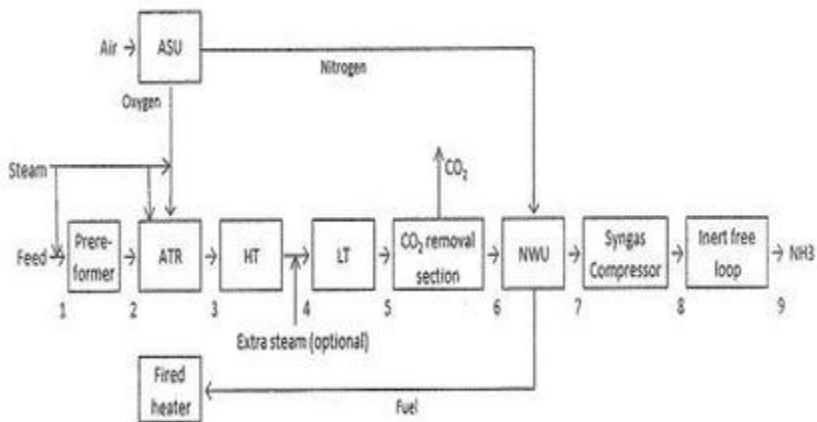 Air
ASU
Nitrogen
Oxygen
CO₂
Steam
Feed
Prere-
former
ATR
HT
LT
CO₂ removal
section
NWU
Syngas
Compressor
Inert free
loop
NH3
1
2
3
4
5
6
7
8
9
Extra steam (optional)
Fired
heater
Fuel